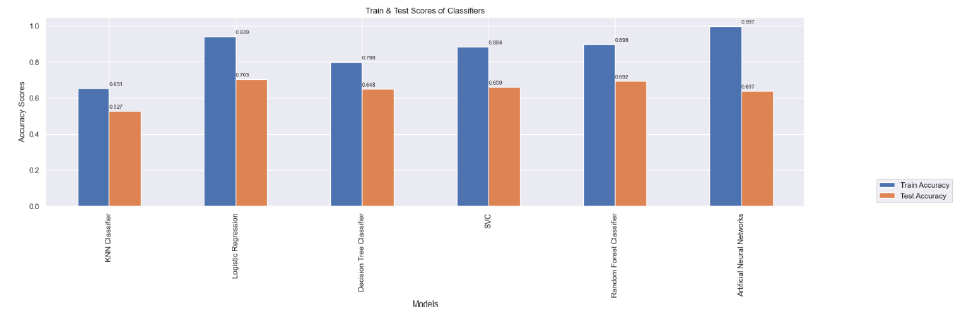 Train & Test Scores of Classifiers
Accuracy Scores
1.0
0.8
0.6
0.4
0.2
0.0
0.651
0.527
0.939
0.703
0.798
0.648
0.884
0.659
0.898
0.692
0.997
0.637
KNN Classifier
Logistic Regression
Decision Tree Classifier
SVC
Random Forest Classifier
Artificial Neural Networks
Models
Train Accuracy
Test Accuracy